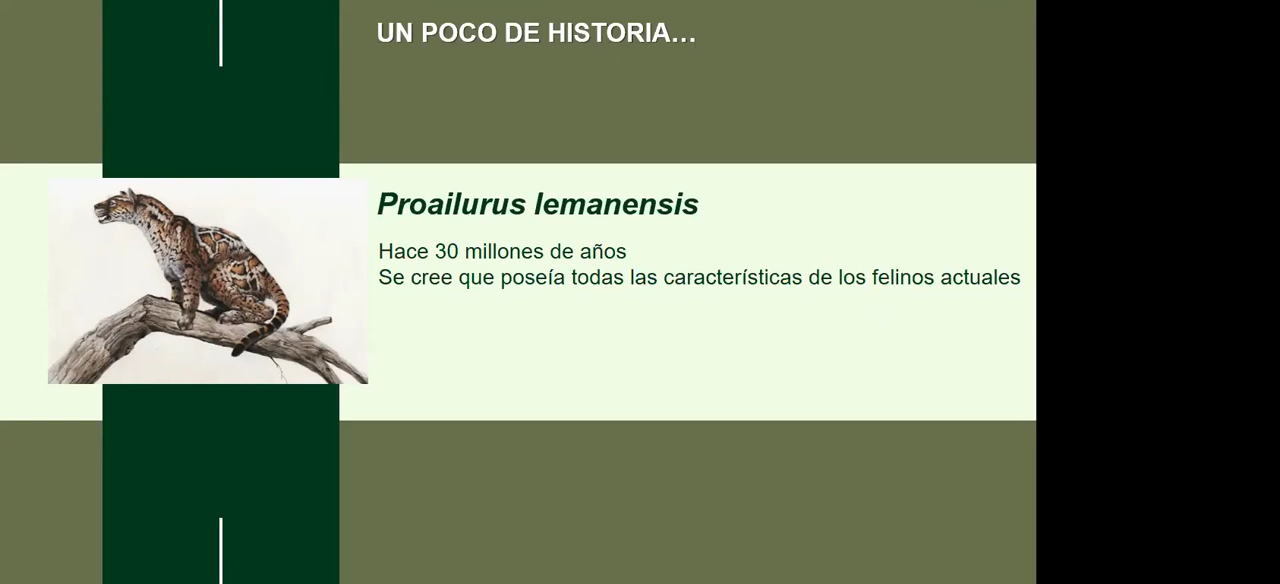 UN POCO DE HISTORIA…
Proailurus lemanensis
Hace 30 millones de años
Se cree que poseía todas las características de los felinos actuales